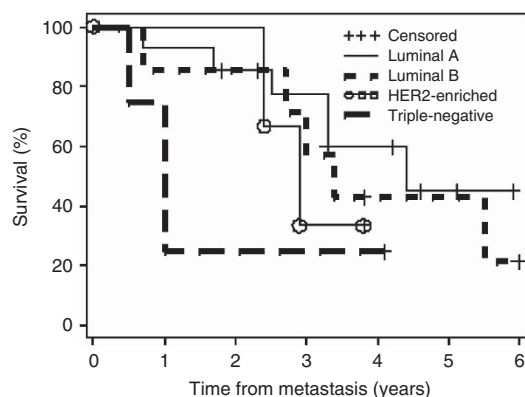 100
80
60
40
20
0
Survival (%)
+++ Censored
Luminal A
Luminal B
HER2-enriched
Triple-negative
0 1 2 3 4 5 6
Time from metastasis (years)